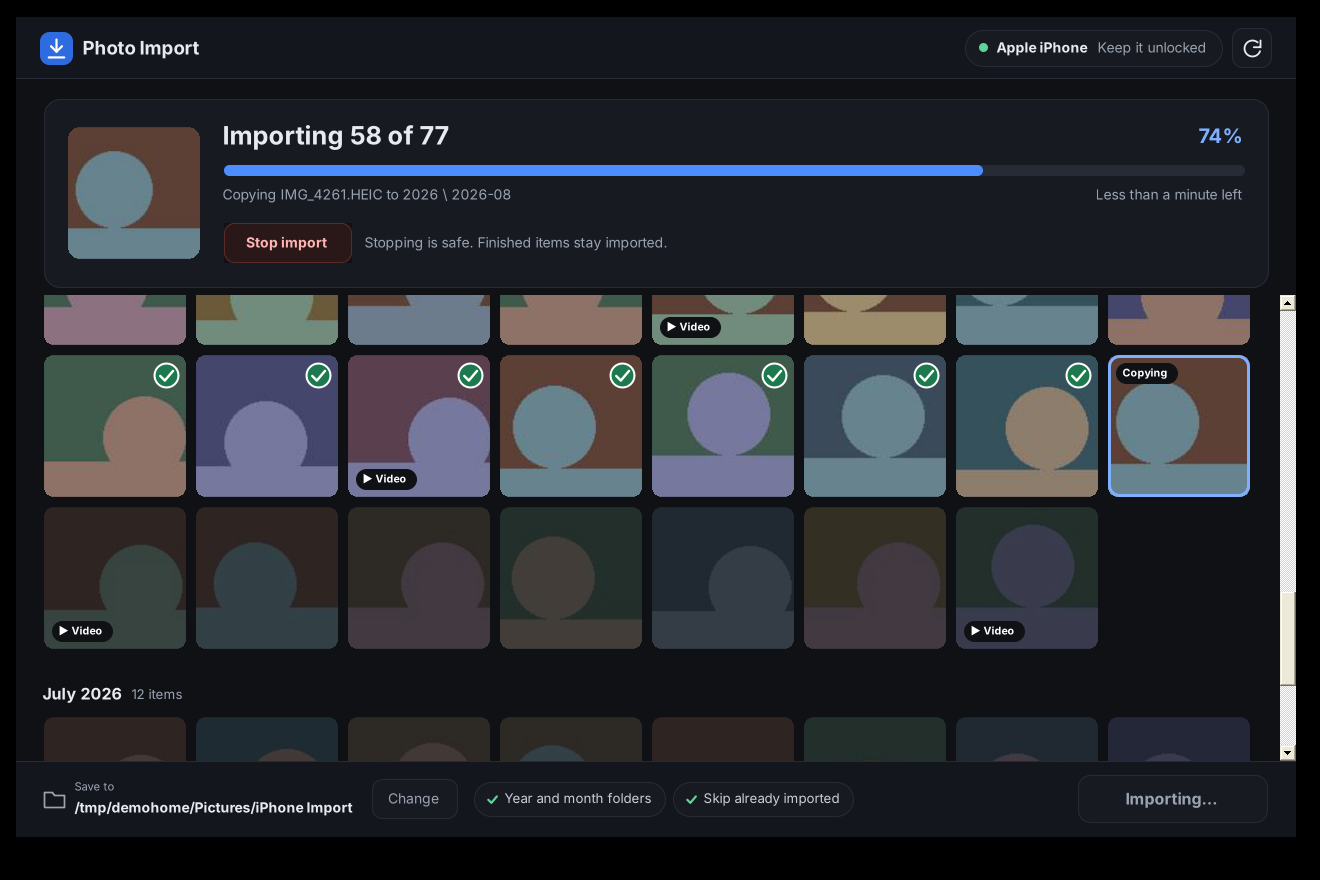 Photo Import
Apple iPhone Keep it unlocked
Importing 58 of 77
74%
Copying IMG_4261.HEIC to 2026 \ 2026-08
Less than a minute left
Stop import
Stopping is safe. Finished items stay imported.
Video
Copying
Video
Video
Video
July 2026 12 items
Save to
/tmp/demohome/Pictures/iPhone Import
Change
Year and month folders
Skip already imported
Importing...